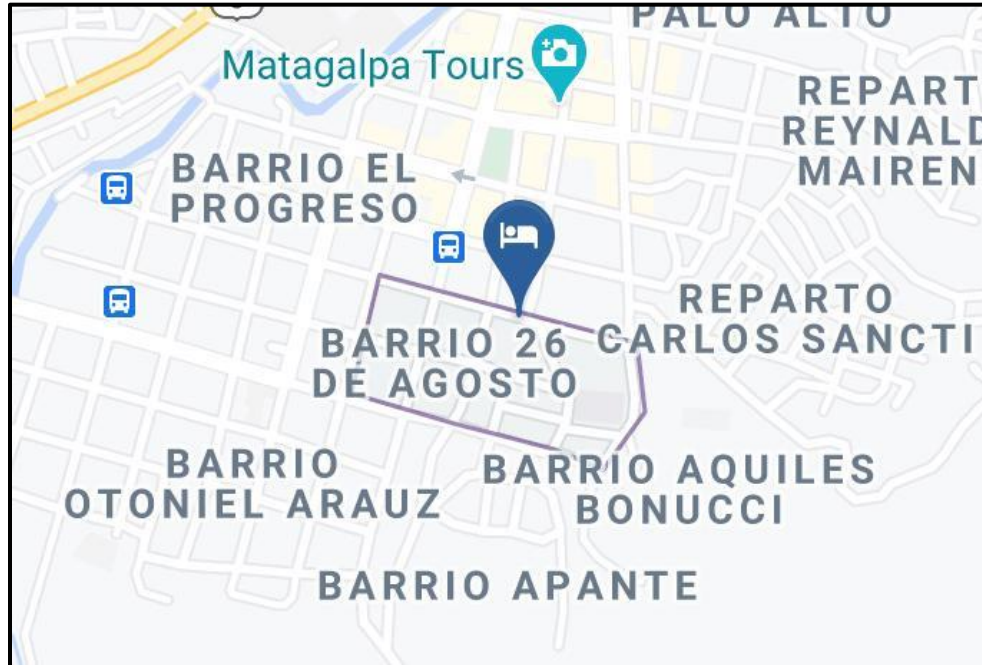 PALO ALTO
Matagalpa Tours
REPART
REYNALD
MAIREN
BARRIO EL
PROGRESO
REPARTO
CARLOS SANCTI
BARRIO 26
DE AGOSTO
BARRIO
OTONIEL ARAUZ
BARRIO AQUILES
BONUCCI
BARRIO APANTE